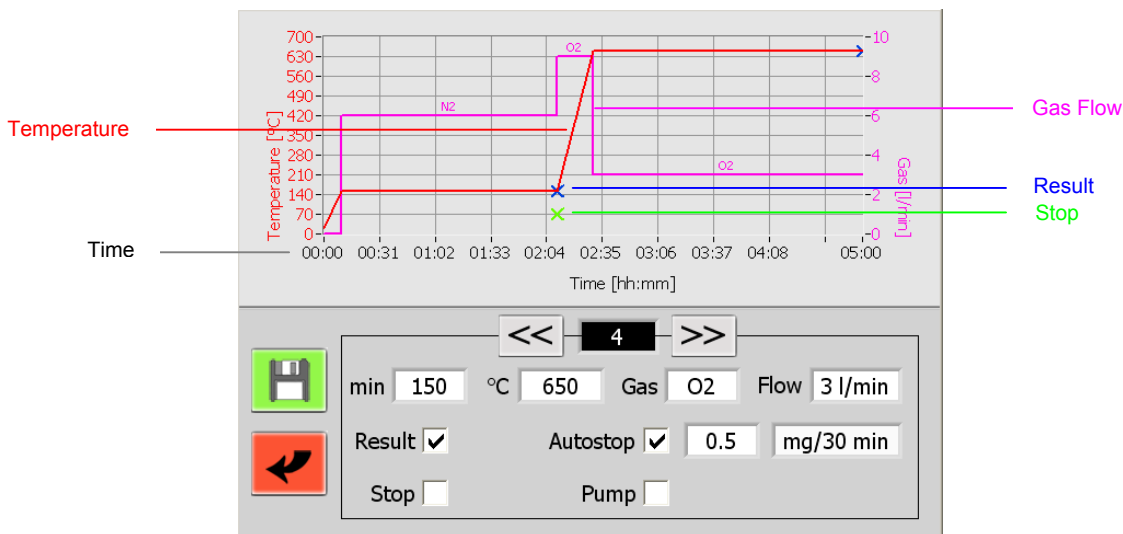 700 10
630 O2
560 8
490 N2
420 6
350
280 4
210 O2
140 2
70
0 0
Temperature [°C]
Gas [l/min]
00:00 00:31 01:02 01:33 02:04 02:35 03:06 03:37 04:08 05:00
Time [hh:mm]
Temperature
Time
Gas Flow
Result
Stop
<< 4 >>
min 150 °C 650 Gas O2 Flow 3 l/min
Result Autostop 0.5 mg/30 min
Stop Pump